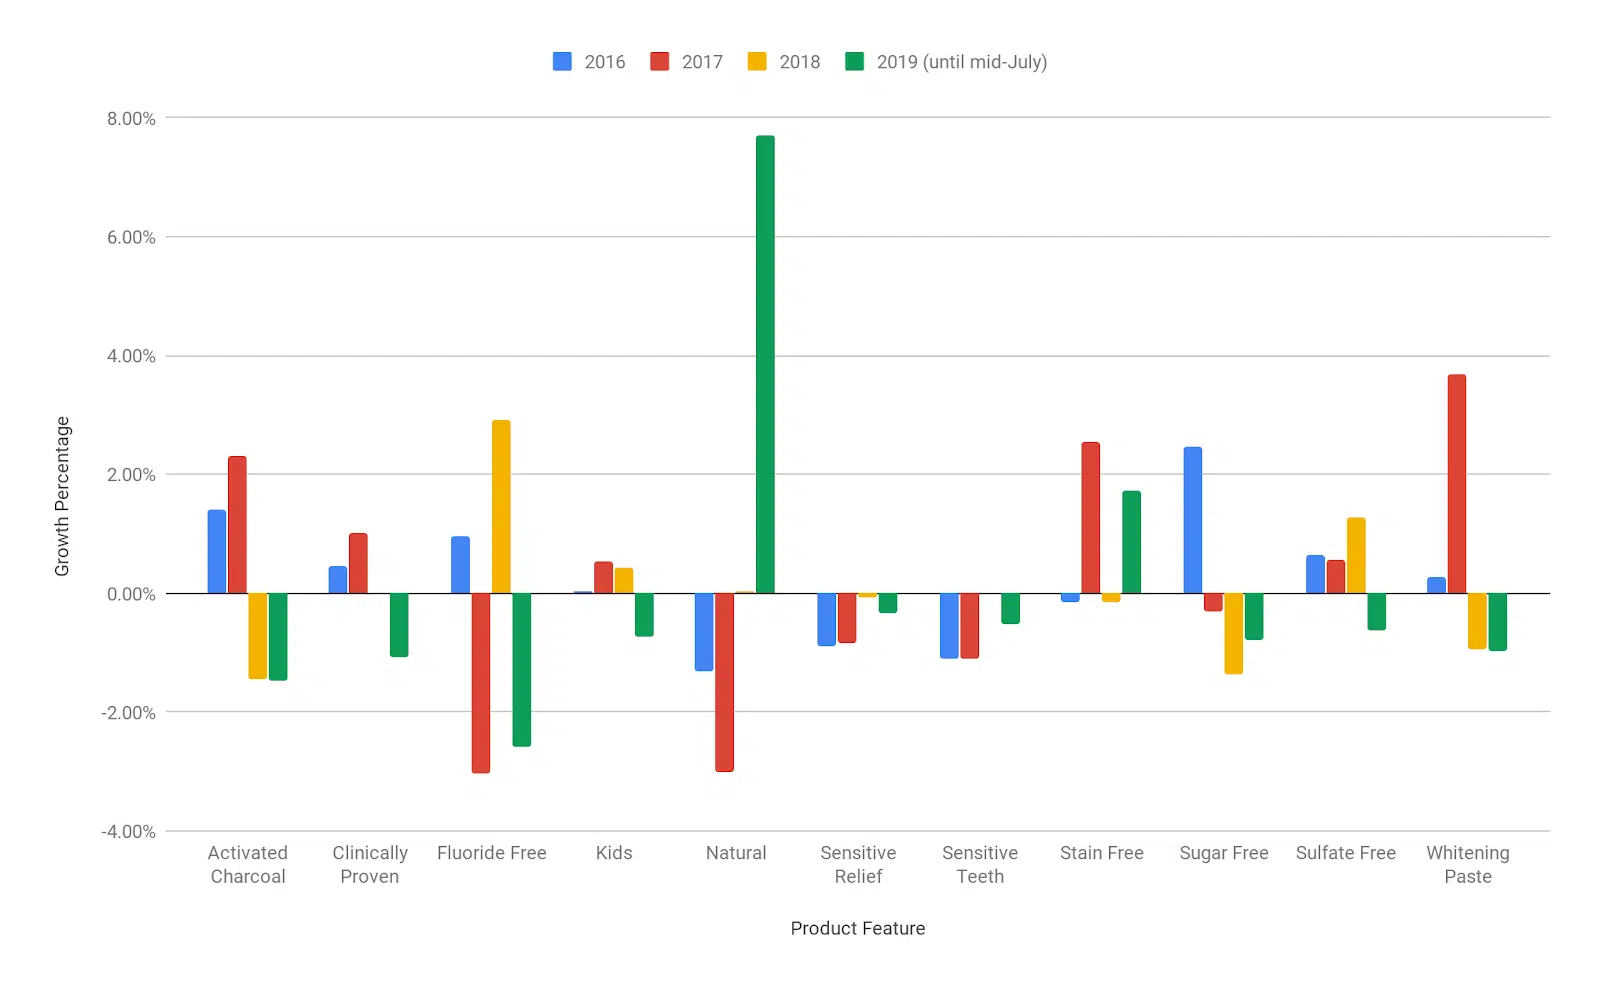 2016 2017 2018 2019 (until mid-July)
8.00%
6.00%
4.00%
2.00%
0.00%
-2.00%
-4.00%
Growth Percentage
Activated Charcoal
Clinically Proven
Fluoride Free
Kids
Natural
Sensitive Relief
Sensitive Teeth
Stain Free
Sugar Free
Sulfate Free
Whitening Paste
Product Feature